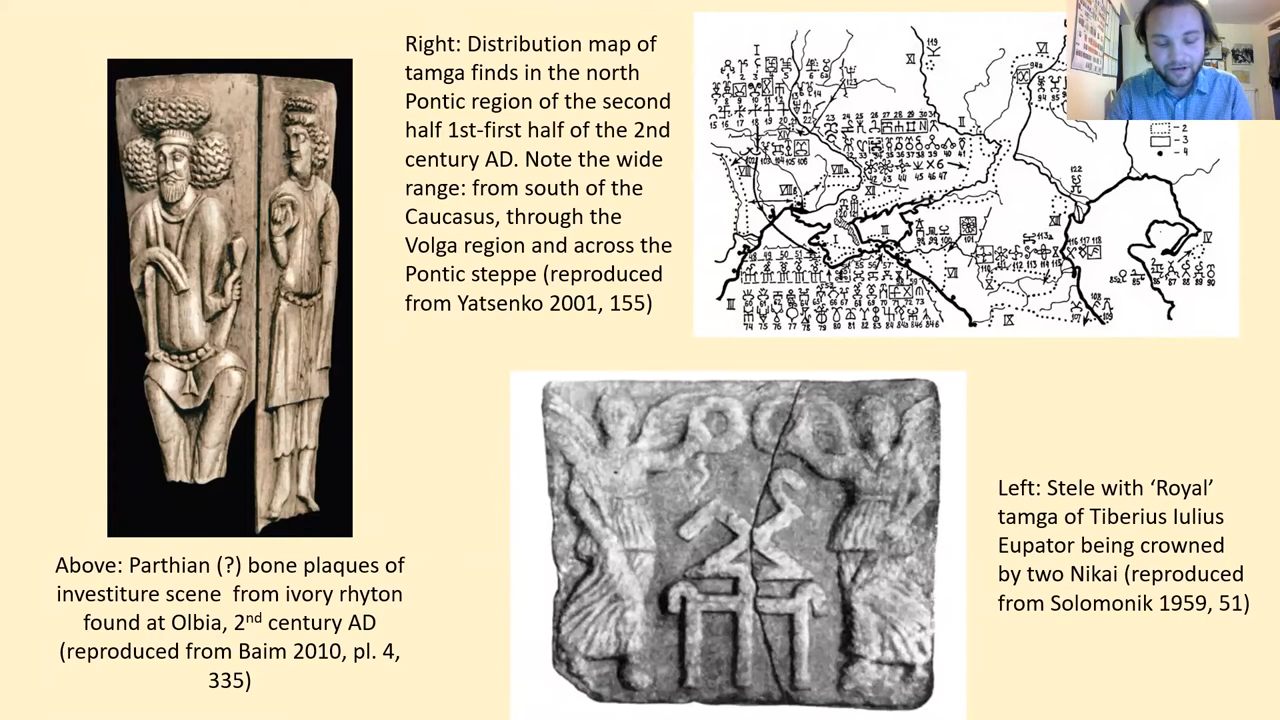 Right: Distribution map of
tamga finds in the north
Pontic region of the second
half 1st-first half of the 2nd
century AD. Note the wide
range: from south of the
Caucasus, through the
Volga region and across the
Pontic steppe (reproduced
from Yatsenko 2001, 155)
Above: Parthian (?) bone plaques of
investiture scene from ivory rhyton
found at Olbia, 2nd century AD
(reproduced from Baim 2010, pl. 4,
335)
Left: Stele with ‘Royal’
tamga of Tiberius Iulius
Eupator being crowned
by two Nikai (reproduced
from Solomonik 1959, 51)